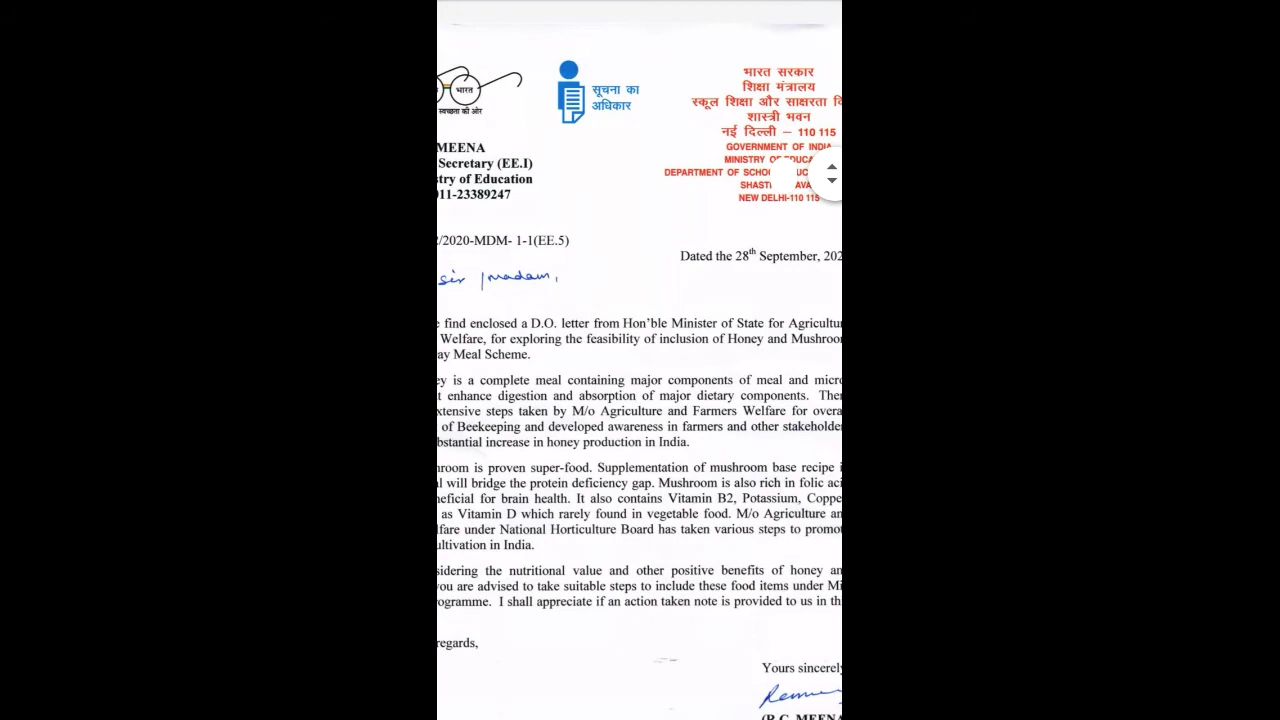 भारत
स्वच्छता की ओर
सूचना का
अधिकार
भारत सरकार
शिक्षा मंत्रालय
स्कूल शिक्षा और साक्षरता वि
शास्त्री भवन
नई दिल्ली – 110 115
GOVERNMENT OF INDIA
MINISTRY OF EDUCA
DEPARTMENT OF SCHOO UC
SHAST AVA
NEW DELHI-110 115
MEENA
Secretary (EE.I)
stry of Education
011-23389247
/2020-MDM- 1-1(EE.5)
Dated the 28th September, 202
sir / madam,
e find enclosed a D.O. letter from Hon'ble Minister of State for Agricultur
Welfare, for exploring the feasibility of inclusion of Honey and Mushroo
ay Meal Scheme.
ey is a complete meal containing major components of meal and micro
t enhance digestion and absorption of major dietary components. Ther
xtensive steps taken by M/o Agriculture and Farmers Welfare for overa
of Beekeeping and developed awareness in farmers and other stakeholde
bstantial increase in honey production in India.
hroom is proven super-food. Supplementation of mushroom base recipe i
l will bridge the protein deficiency gap. Mushroom is also rich in folic aci
neficial for brain health. It also contains Vitamin B2, Potassium, Coppe
as Vitamin D which rarely found in vegetable food. M/o Agriculture an
lfare under National Horticulture Board has taken various steps to promot
ultivation in India.
sidering the nutritional value and other positive benefits of honey an
you are advised to take suitable steps to include these food items under Mi
ogramme. I shall appreciate if an action taken note is provided to us in th
regards,
Yours sincerely
(R.C. MEENA